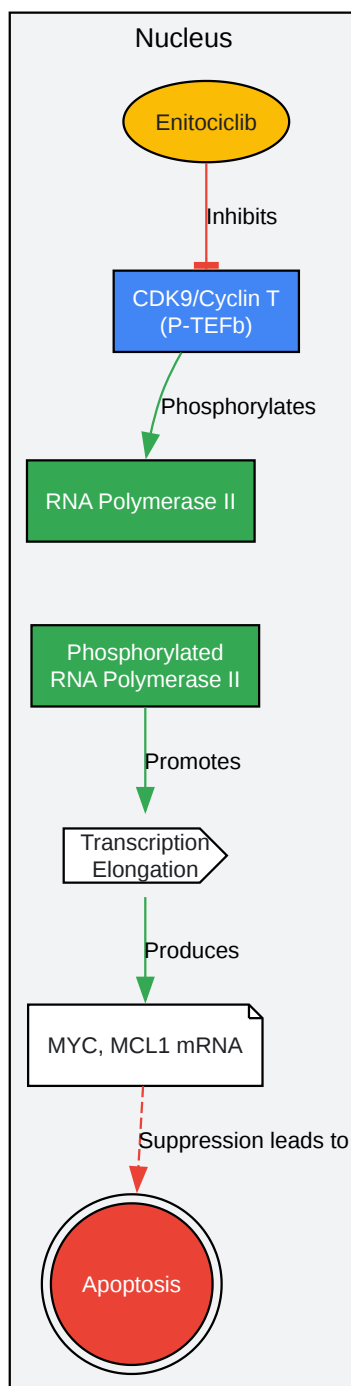 Nucleus
Enitociclib
Inhibits
CDK9/Cyclin T
(P-TEFb)
Phosphorylates
RNA Polymerase II
Phosphorylated
RNA Polymerase II
Promotes
Transcription
Elongation
Produces
MYC, MCL1 mRNA
Suppression leads to
Apoptosis